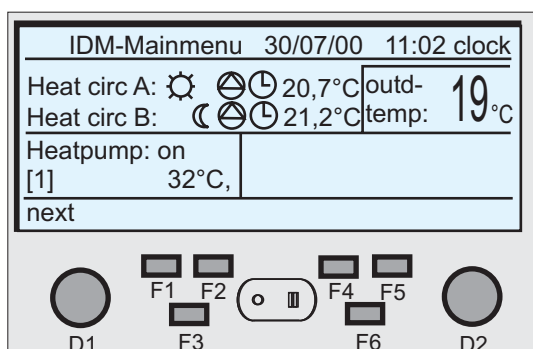 IDM-Mainmenu 30/07/00 11:02 clock
Heat circ A: 20,7°C outd-
Heat circ B: 21,2°C temp: 19°C
Heatpump: on
[1] 32°C,
next
F1 F2 F4 F5
D1 F3 F6 D2